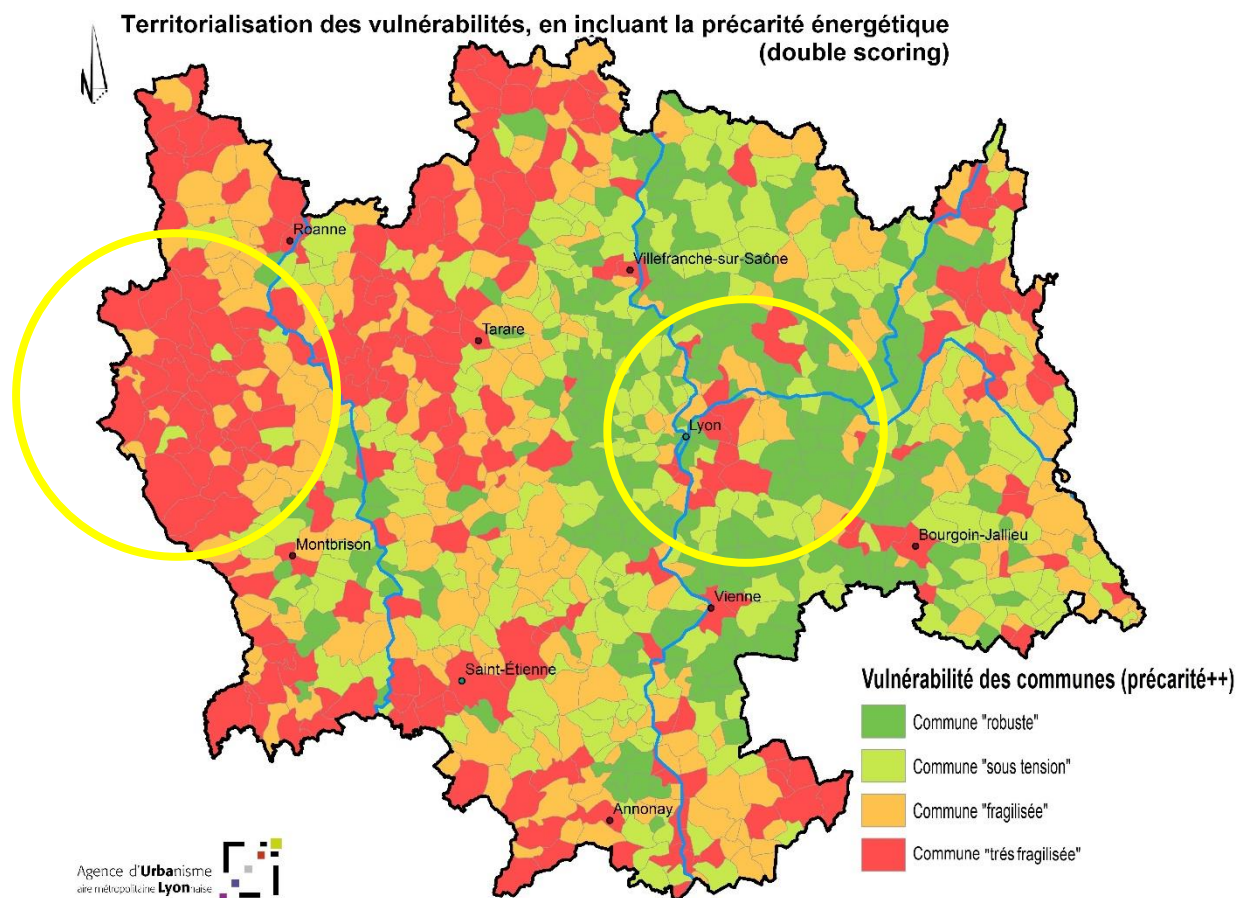 Territorialisation des vulnérabilités, en incluant la précarité énergétique
(double scoring)
N
Roanne
Villefranche-sur-Saône
Tarare
Lyon
Montbrison
Bourgoin-Jallieu
Vienne
Saint-Étienne
Annonay
Vulnérabilité des communes (précarité++)
Commune "robuste"
Commune "sous tension"
Commune "fragilisée"
Commune "trés fragilisée"
Agence d'Urbanisme
aire métropolitaine Lyonnaise